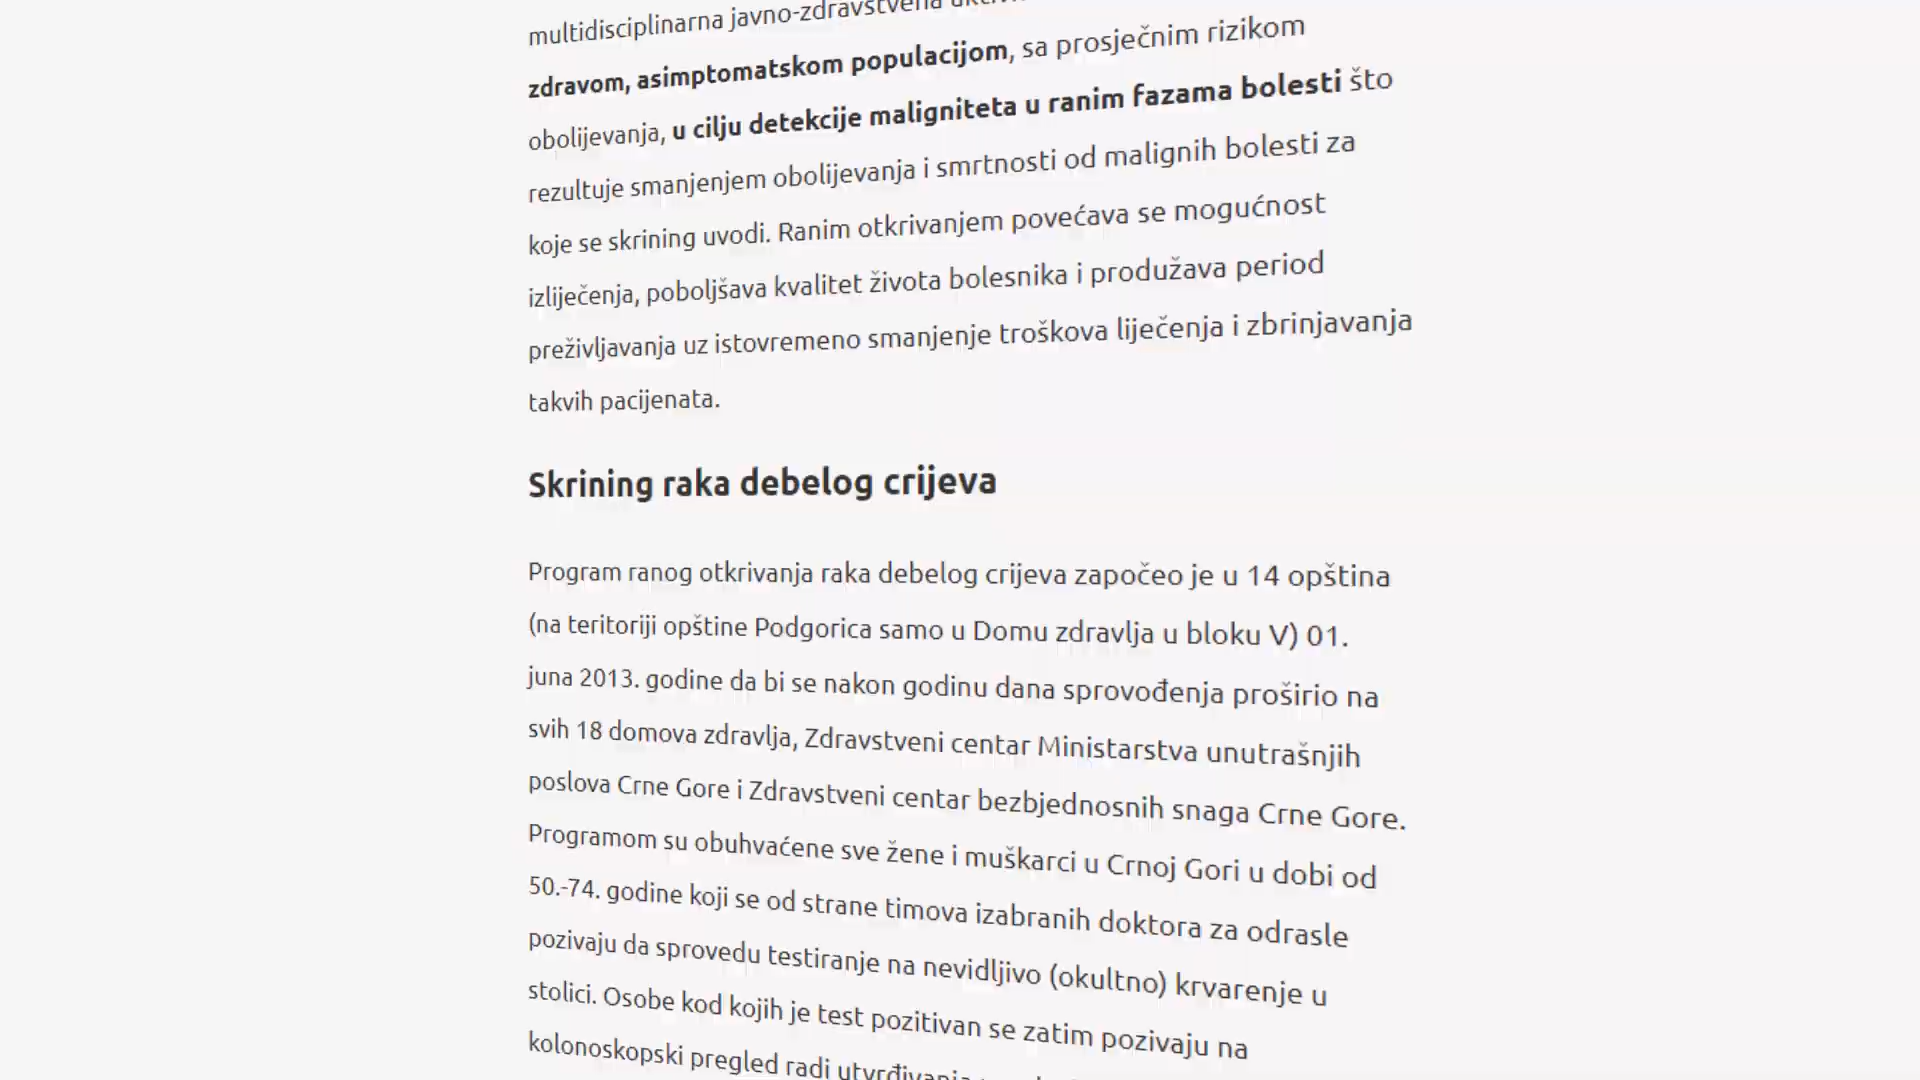 multidisciplinarna javno-zdravstvena
zdravom, asimptomatskom populacijom, sa prosječnim rizikom
obolijevanja, u cilju detekcije maligniteta u ranim fazama bolesti što
rezultuje smanjenjem obolijevanja i smrtnosti od malignih bolesti za
koje se skrining uvodi. Ranim otkrivanjem povećava se mogućnost
izliječenja, poboljšava kvalitet života bolesnika i produžava period
preživljavanja uz istovremeno smanjenje troškova liječenja i zbrinjavanja
takvih pacijenata.
Skrining raka debelog crijeva
Program ranog otkrivanja raka debelog crijeva započeo je u 14 opština
(na teritoriji opštine Podgorica samo u Domu zdravlja u bloku V) 01.
juna 2013. godine da bi se nakon godinu dana sprovođenja proširio na
svih 18 domova zdravlja, Zdravstveni centar Ministarstva unutrašnjih
poslova Crne Gore i Zdravstveni centar bezbjednosnih snaga Crne Gore.
Programom su obuhvaćene sve žene i muškarci u Crnoj Gori u dobi od
50.-74. godine koji se od strane timova izabranih doktora za odrasle
pozivaju da sprovedu testiranje na nevidljivo (okultno) krvarenje u
stolici. Osobe kod kojih je test pozitivan se zatim pozivaju na
kolonoskopski pregled radi utvrđivanja